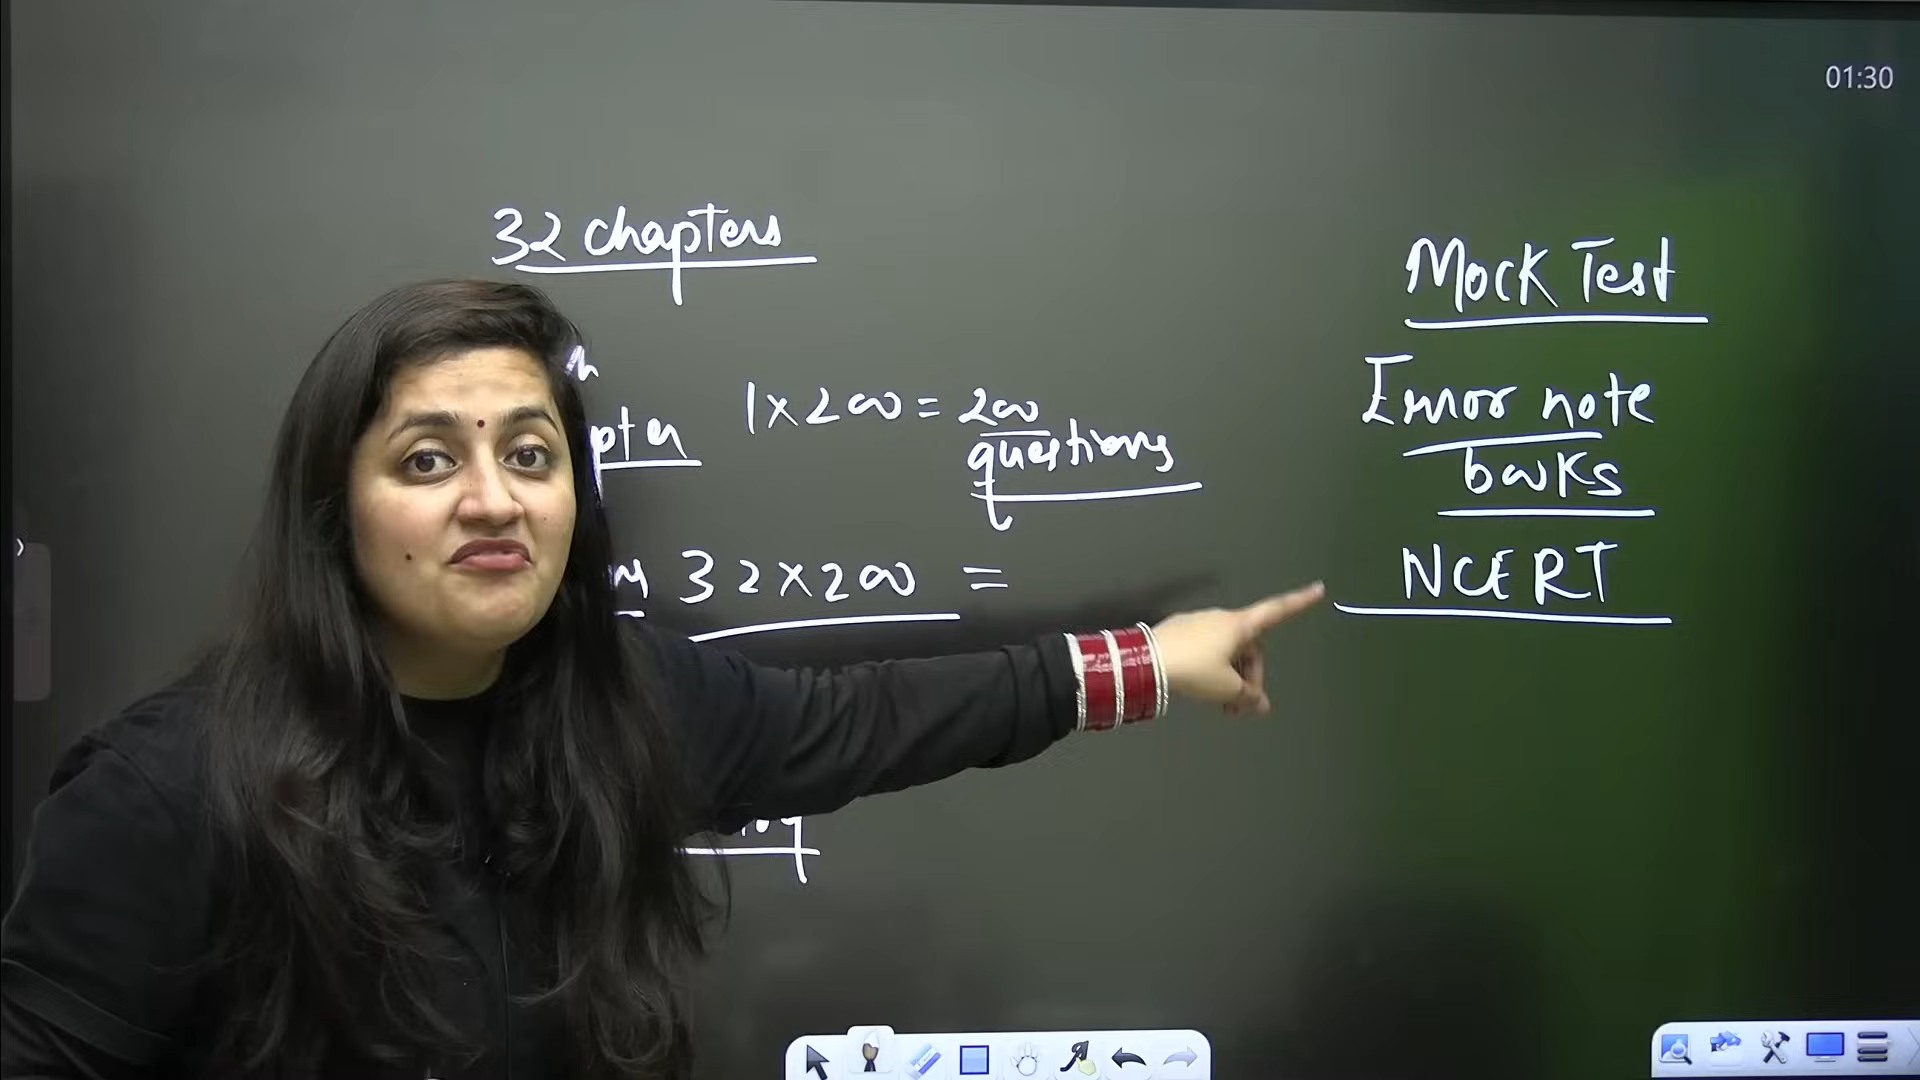 01:30
32 chapters
1x200 = 200
questions
32x200 =
Mock Test
Error note
books
NCERT